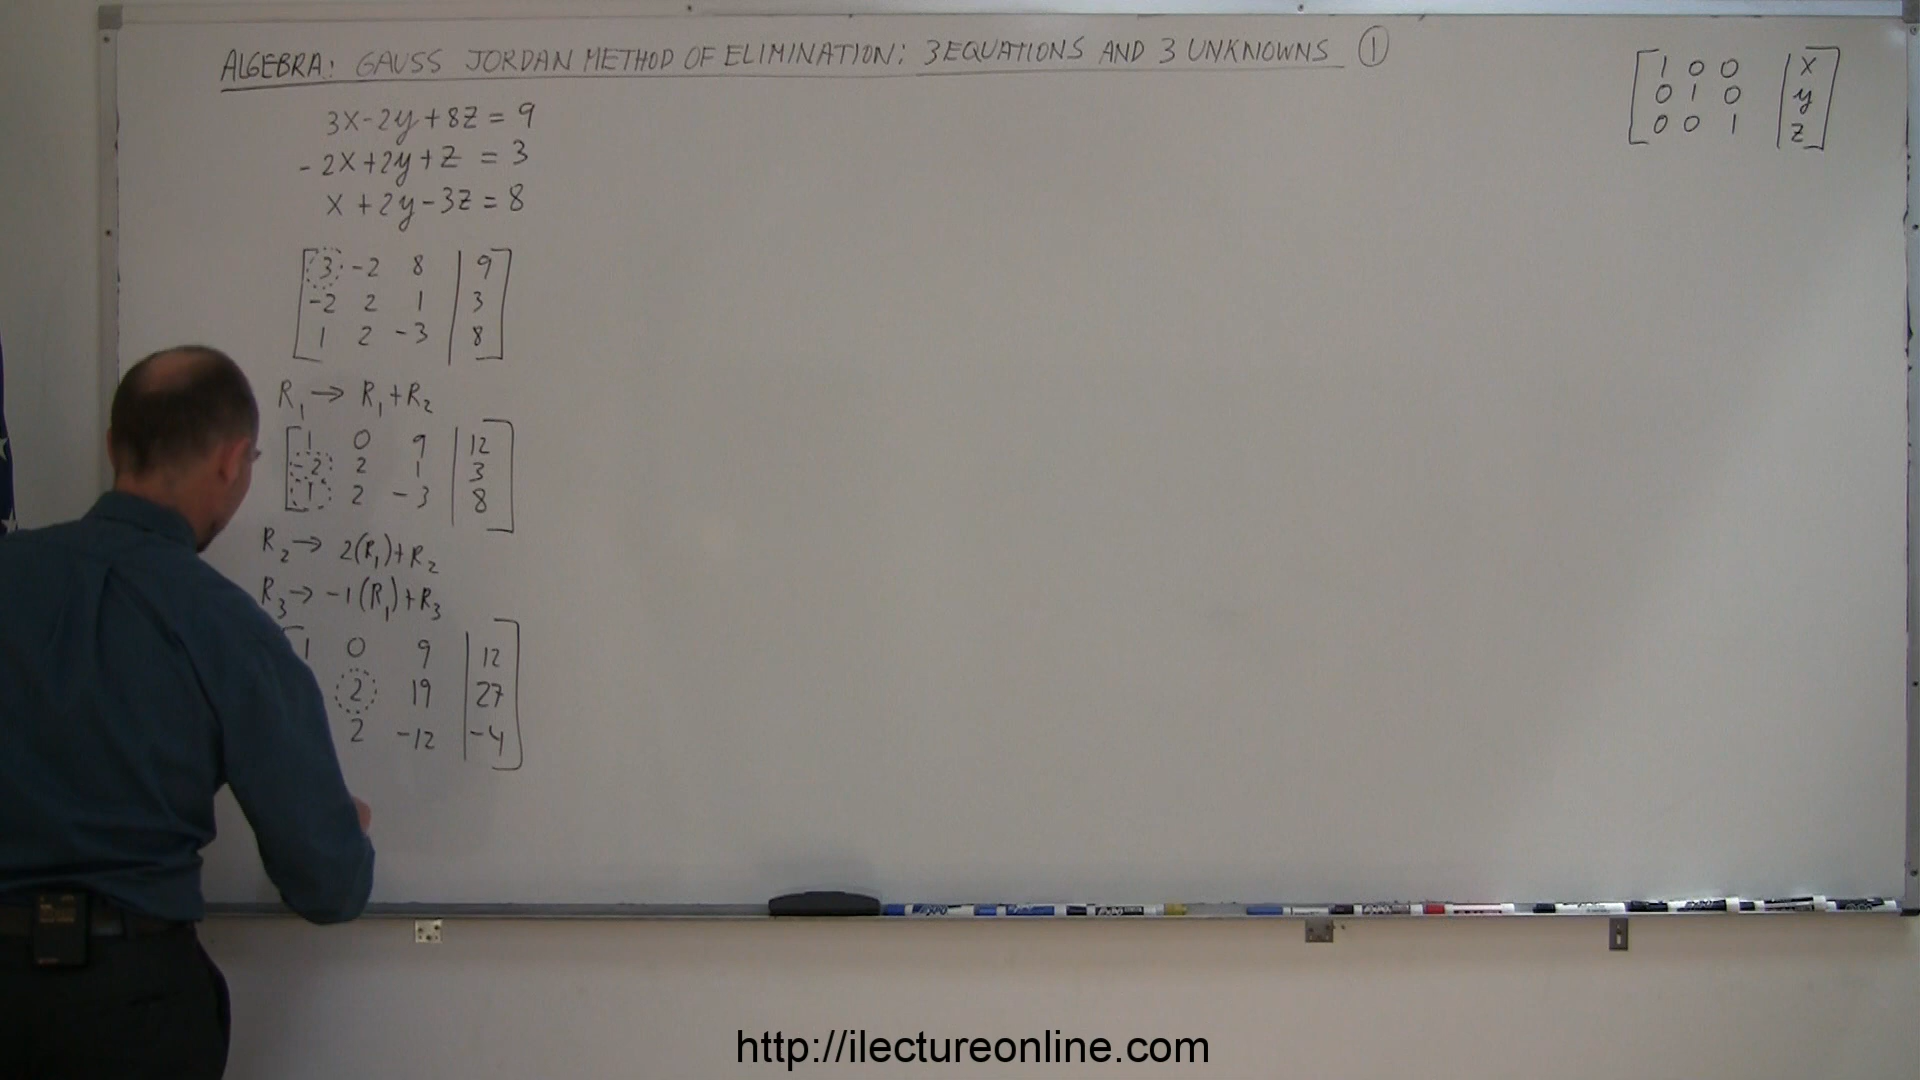 ALGEBRA: GAUSS JORDAN METHOD OF ELIMINATION: 3 EQUATIONS AND 3 UNKNOWNS ①
3x-2y+8z = 9
-2x+2y+z = 3
x+2y-3z = 8
3 -2 8 | 9
-2 2 1 | 3
1 2 -3 | 8
R₁ → R₁+R₂
1 0 9 | 12
-2 2 1 | 3
1 2 -3 | 8
R₂ → 2(R₁)+R₂
R₃ → -1(R₁)+R₃
1 0 9 | 12
2 19 | 27
2 -12 | -4
1 0 0 | x
0 1 0 | y
0 0 1 | z
http://ilectureonline.com